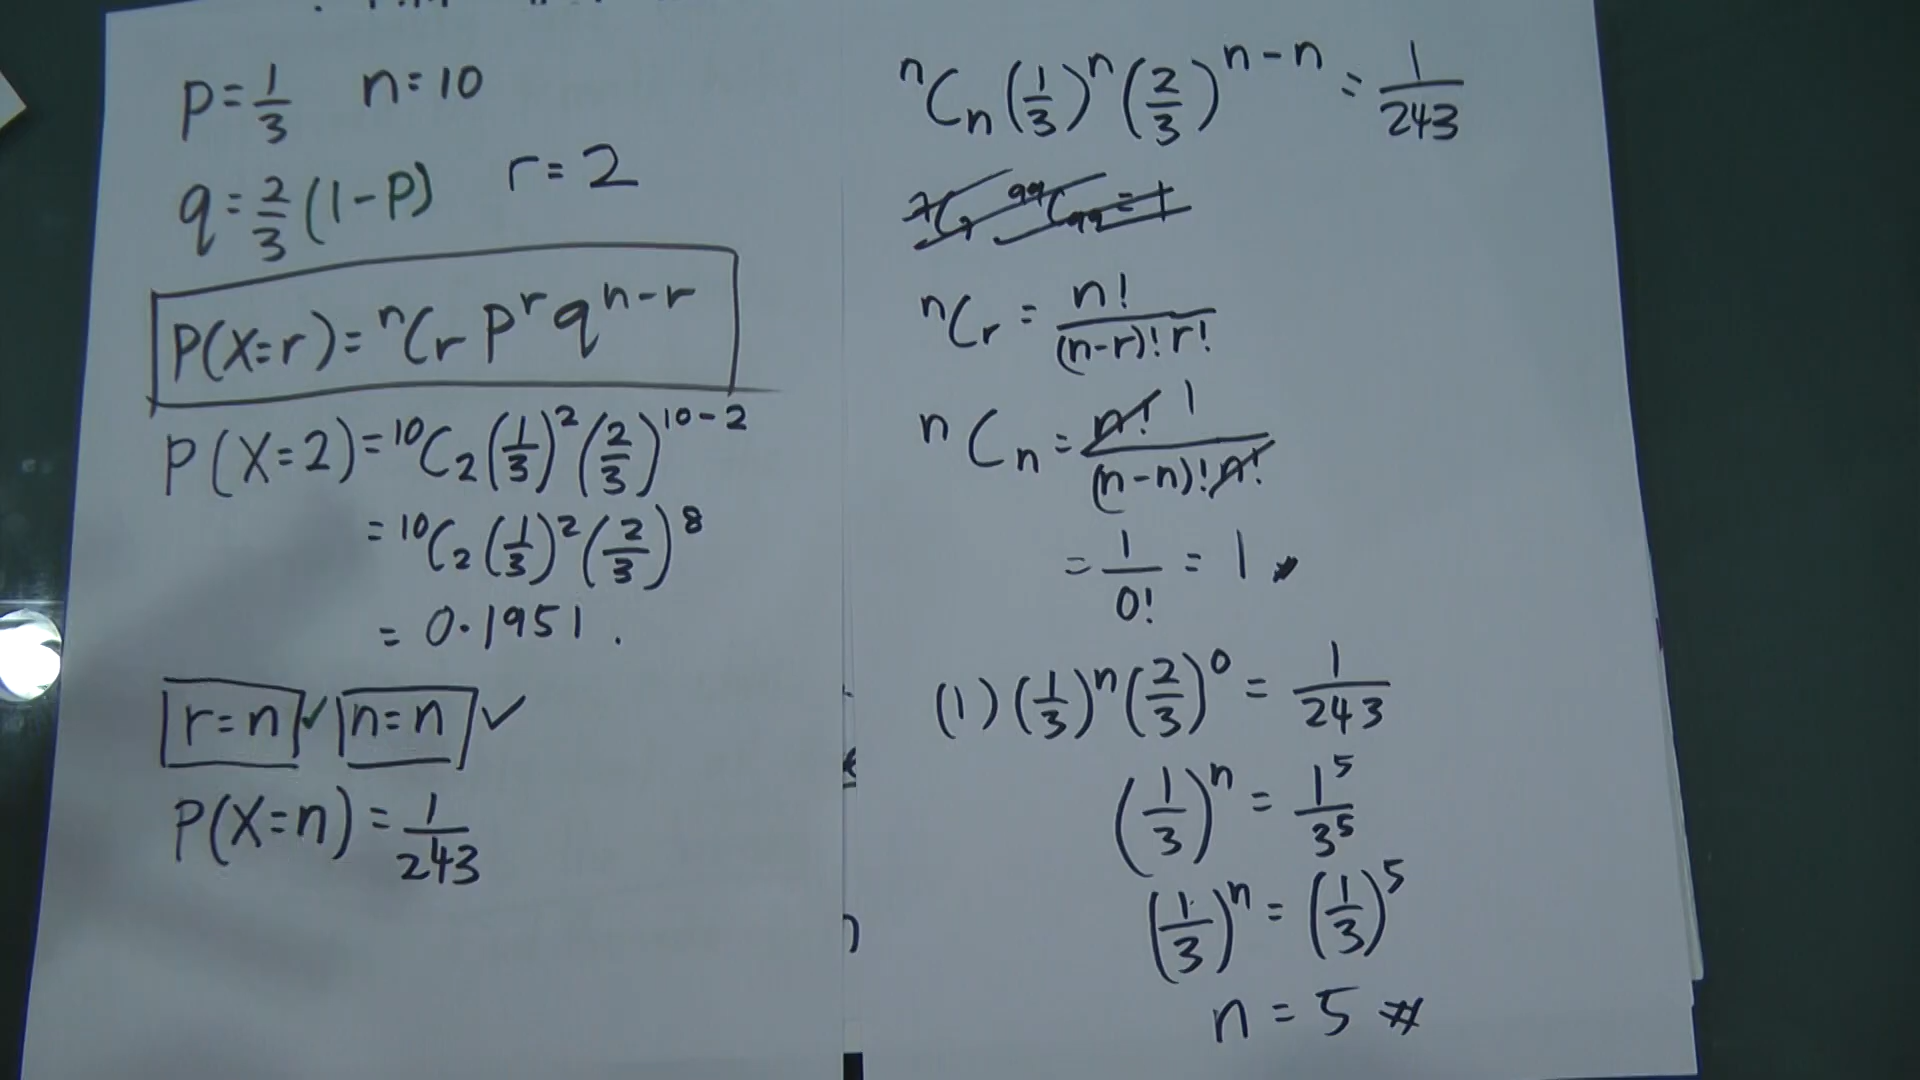 p = 1/3 n = 10
q = 2/3 (1-P) r = 2
P(X=r) = ⁿCr pʳ qⁿ⁻ʳ
P(X=2) = ¹⁰C₂ (1/3)² (2/3)¹⁰⁻²
= ¹⁰C₂ (1/3)² (2/3)⁸
= 0.1951.
r=n ✓ n=n ✓
P(X=n) = 1/243
ⁿCn (1/3)ⁿ (2/3)ⁿ⁻ⁿ = 1/243
⁷C₇ ⁹⁹C₉₉ = 1
ⁿCr = n!/(n-r)! r!
ⁿCn = n! 1/(n-n)! n!
= 1/0! = 1
(1) (1/3)ⁿ (2/3)⁰ = 1/243
(1/3)ⁿ = 1⁵/3⁵
(1/3)ⁿ = (1/3)⁵
n = 5 #